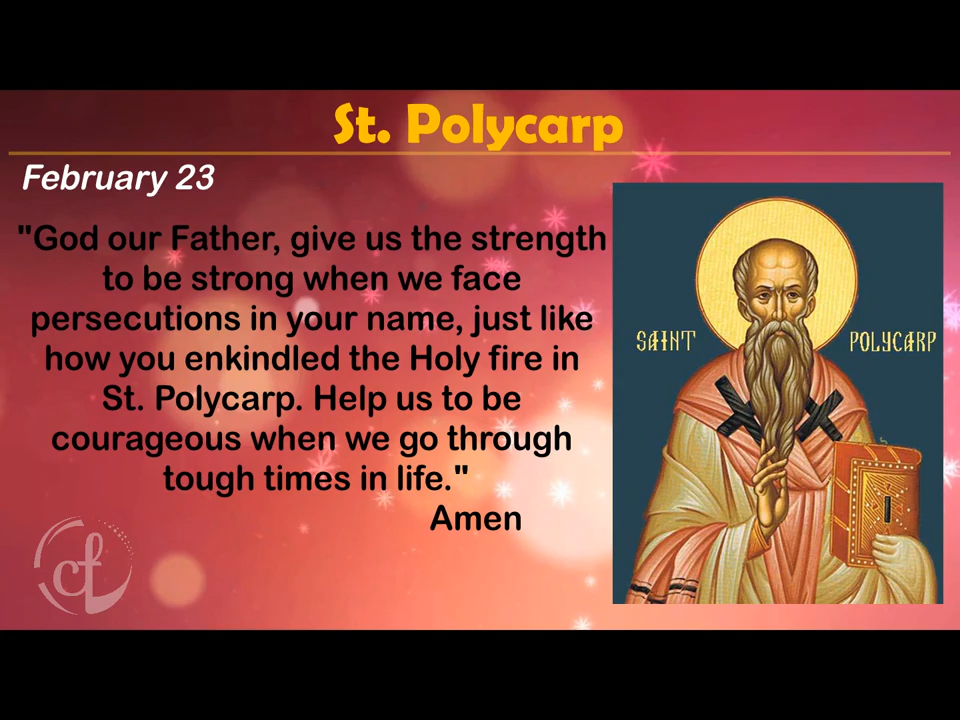 St. Polycarp
February 23
"God our Father, give us the strength
to be strong when we face
persecutions in your name, just like
how you enkindled the Holy fire in
St. Polycarp. Help us to be
courageous when we go through
tough times in life."
Amen
SAINT POLYCARP
cf